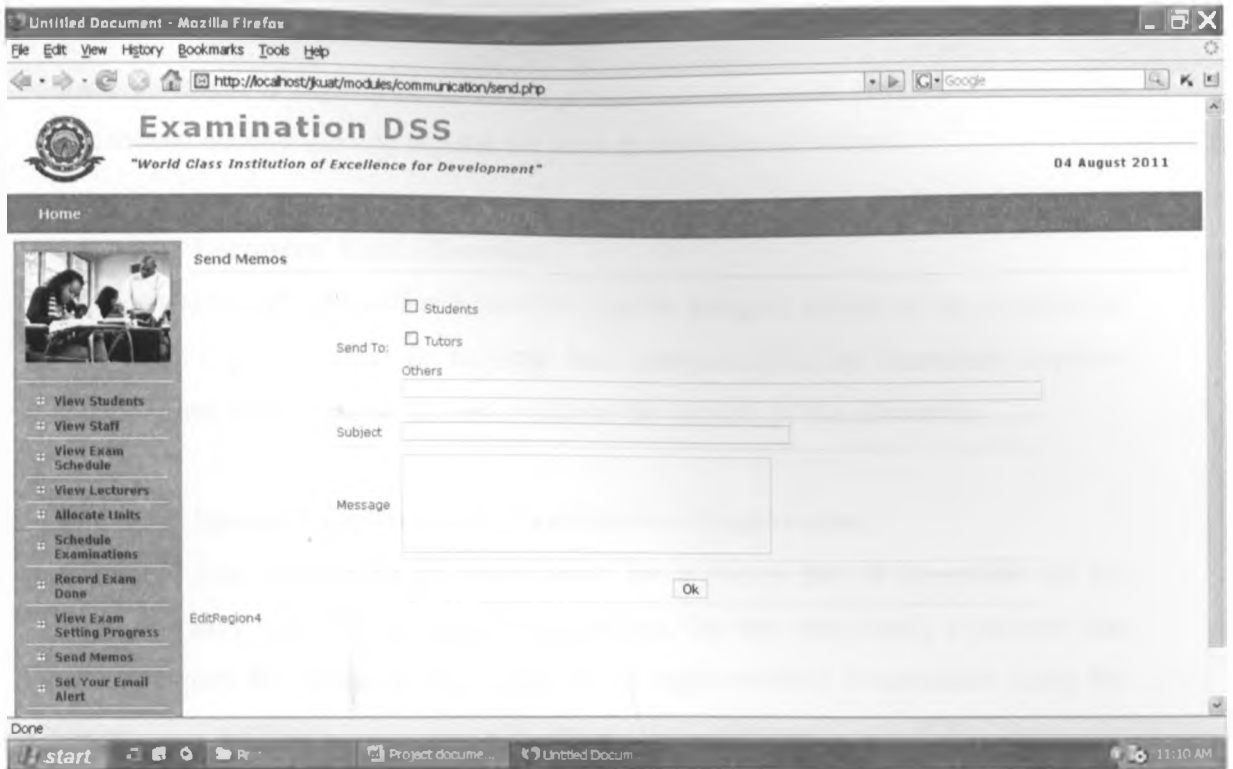 Untitled Document - Mozilla Firefox
File Edit View History Bookmarks Tools Help
http://localhost/jkuat/modules/communication/send.php
Google
Examination DSS
"World Class Institution of Excellence for Development"
04 August 2011
Home
Send Memos
Students
Send To:
Tutors
Others
Subject
Message
Ok
EditRegion4
View Students
View Staff
View Exam
Schedule
View Lecturers
Allocate Units
Schedule
Examinations
Record Exam
Done
View Exam
Setting Progress
Send Memos
Set Your Email
Alert
Done
start
Project docume...
Untitled Docum
11:10 AM